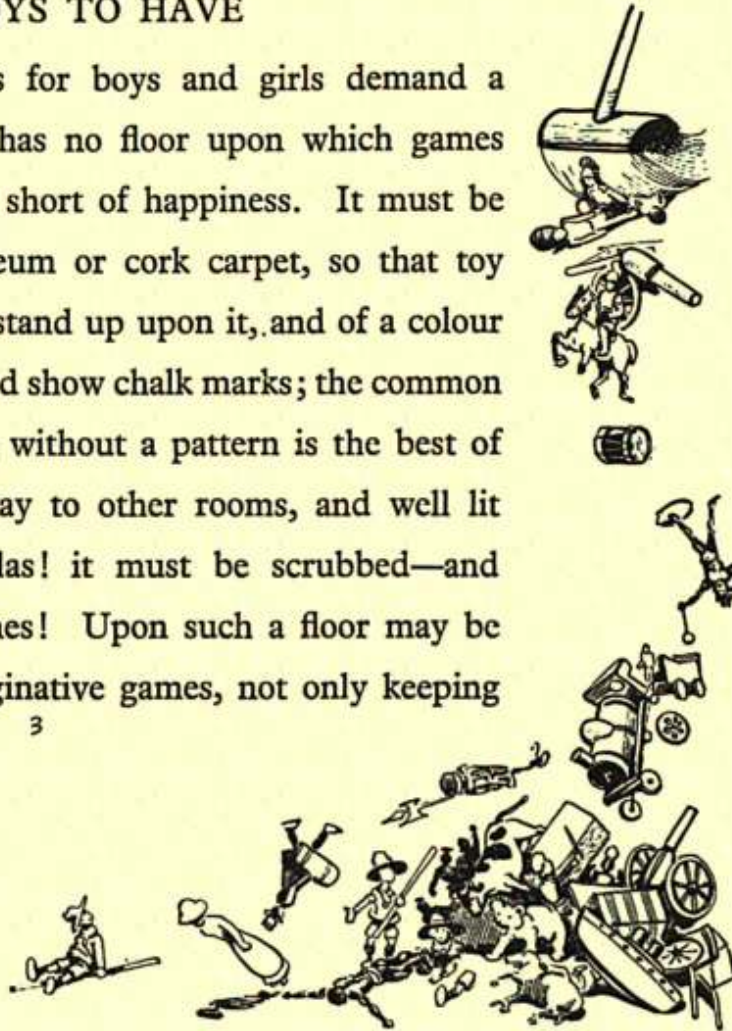 YS TO HAVE
s for boys and girls demand a
has no floor upon which games
short of happiness. It must be
eum or cork carpet, so that toy
stand up upon it, and of a colour
d show chalk marks; the common
without a pattern is the best of
ay to other rooms, and well lit
las! it must be scrubbed—and
nes! Upon such a floor may be
ginative games, not only keeping
3